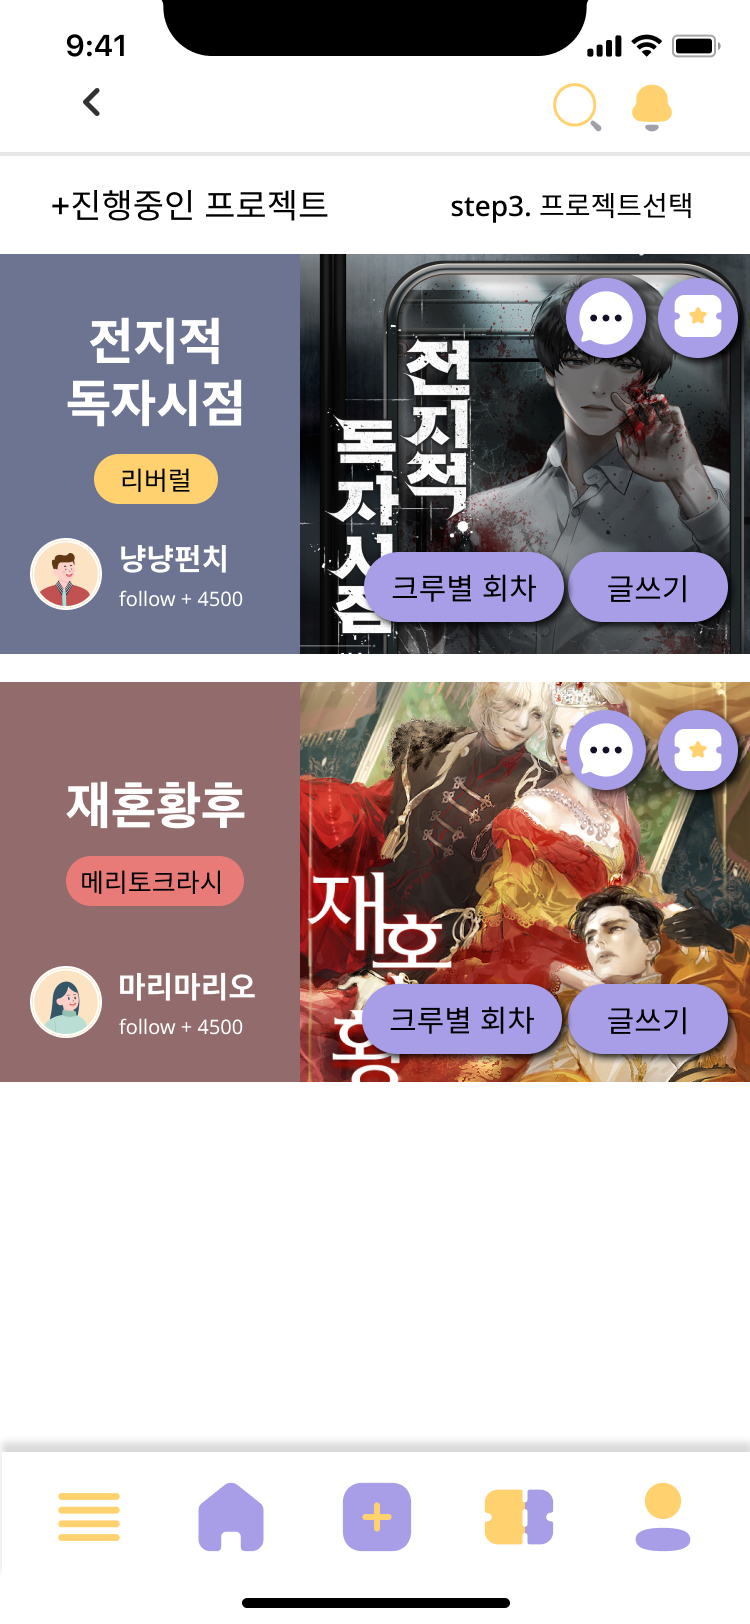 9:41
+진행중인 프로젝트
step3. 프로젝트선택
전지적
독자시점
리버럴
냥냥펀치
follow + 4500
전지적
독자시점
크루별 회차
글쓰기
재혼황후
메리토크라시
마리마리오
follow + 4500
재혼
황
크루별 회차
글쓰기